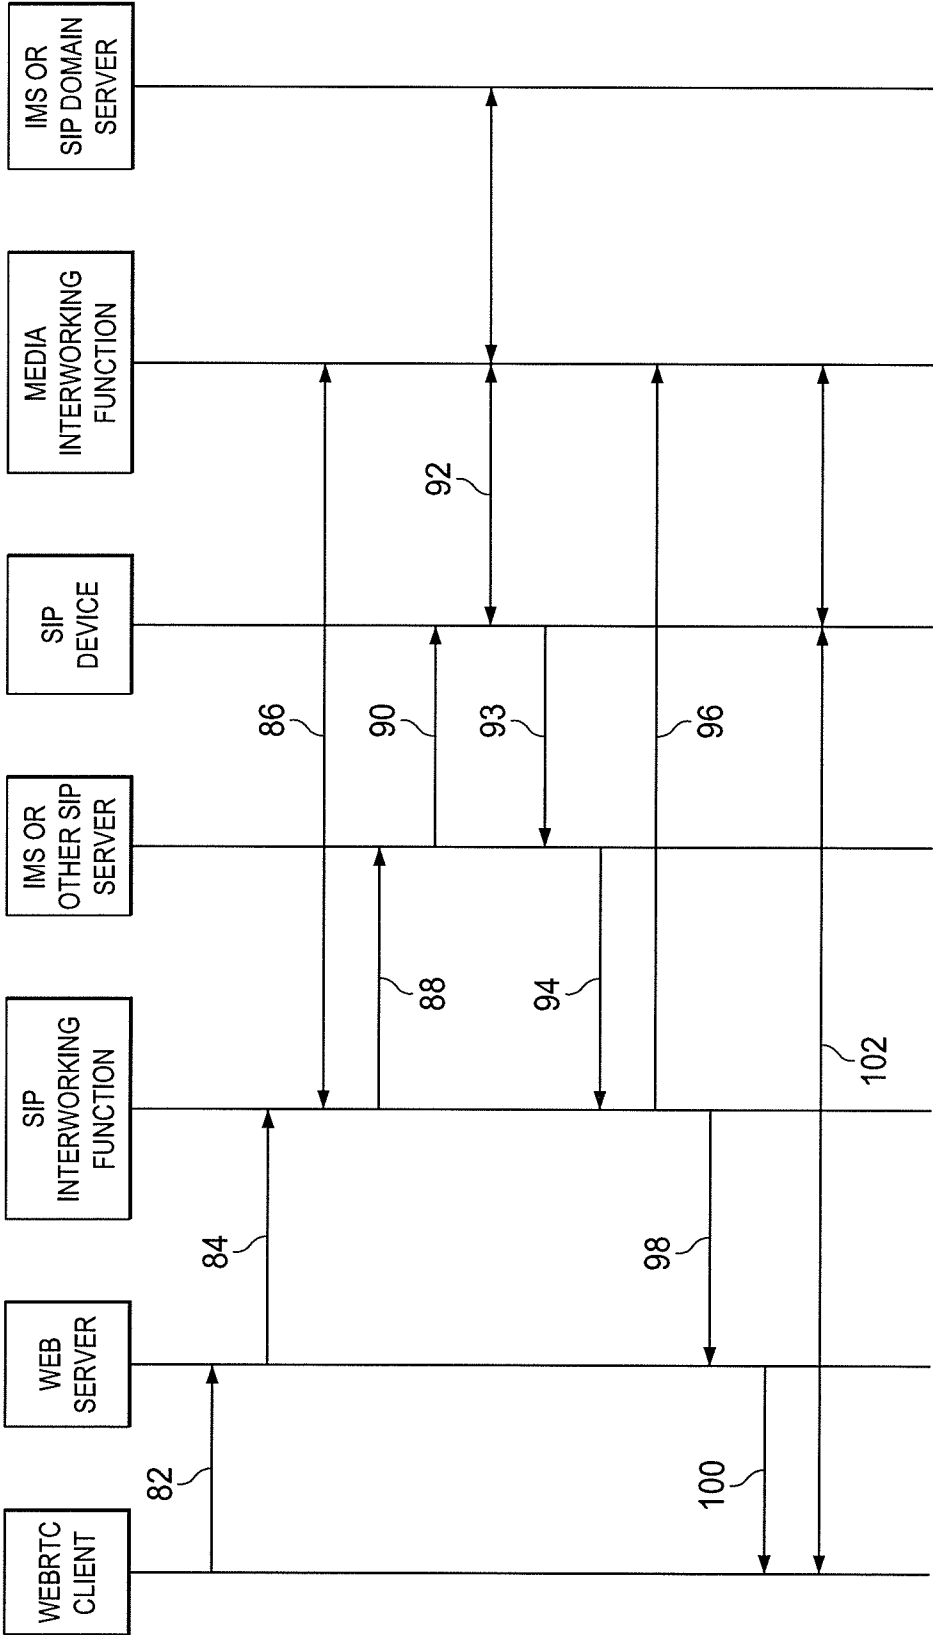 WEBRTC
CLIENT
WEB
SERVER
SIP
INTERWORKING
FUNCTION
IMS OR
OTHER SIP
SERVER
SIP
DEVICE
MEDIA
INTERWORKING
FUNCTION
IMS OR
SIP DOMAIN
SERVER
82
84
86
88
90
92
93
94
96
98
100
102